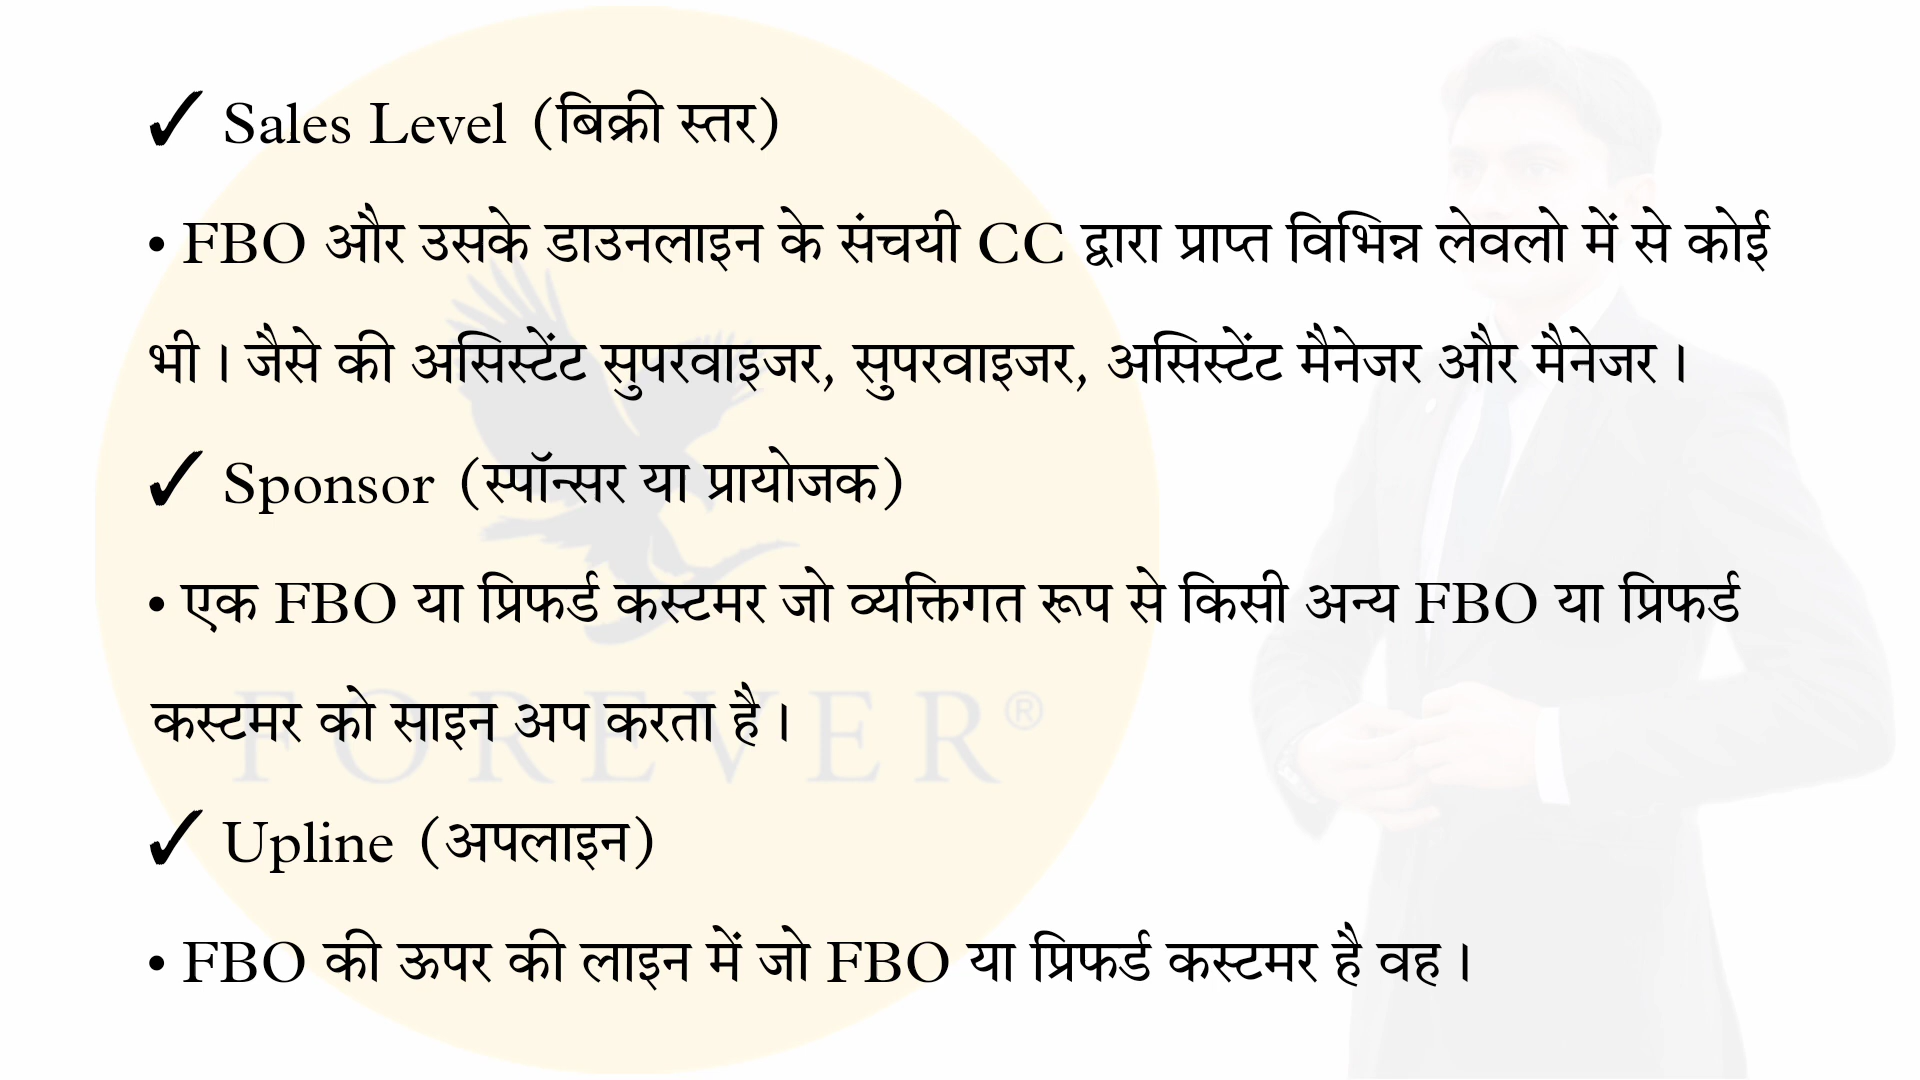 ✓ Sales Level (बिक्री स्तर)
• FBO और उसके डाउनलाइन के संचयी CC द्वारा प्राप्त विभिन्न लेवलो में से कोई
भी। जैसे की असिस्टेंट सुपरवाइजर, सुपरवाइजर, असिस्टेंट मैनेजर और मैनेजर।
✓ Sponsor (स्पॉन्सर या प्रायोजक)
• एक FBO या प्रिफर्ड कस्टमर जो व्यक्तिगत रूप से किसी अन्य FBO या प्रिफर्ड
कस्टमर को साइन अप करता है।
FOREVER®
✓ Upline (अपलाइन)
• FBO की ऊपर की लाइन में जो FBO या प्रिफर्ड कस्टमर है वह।